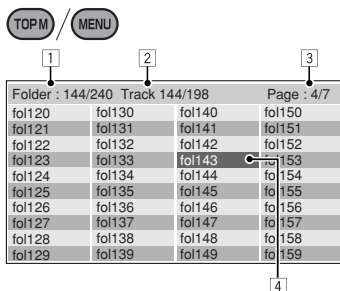 TOP M / MENU
1 2 3
Folder : 144/240 Track 144/198 Page : 4/7
fol120 fol130 fol140 fol150
fol121 fol131 fol141 fol151
fol122 fol132 fol142 fol152
fol123 fol133 fol143 fol153
fol124 fol134 fol144 fol154
fol125 fol135 fol145 fol155
fol126 fol136 fol146 fol156
fol127 fol137 fol147 fol157
fol128 fol138 fol148 fol158
fol129 fol139 fol149 fol159
4